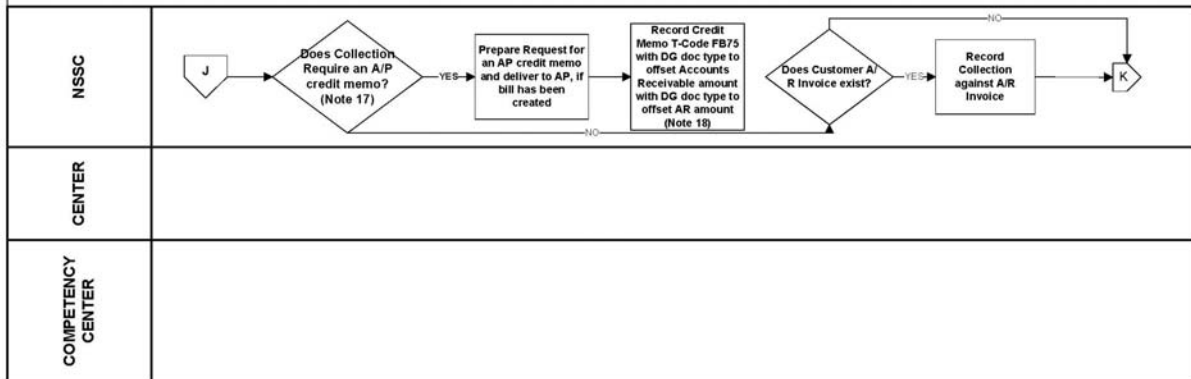 NSSC
J
Does Collection
Require an A/P
credit memo?
(Note 17)
YES
Prepare Request for
an AP credit memo
and deliver to AP, if
bill has been
created
Record Credit
Memo T-Code FB75
with DG doc type to
offset Accounts
Receivable amount
with DG doc type to
offset AR amount
(Note 18)
NO
Does Customer A/
R Invoice exist?
YES
Record
Collection
against A/R
Invoice
NO
K
CENTER
COMPETENCY
CENTER